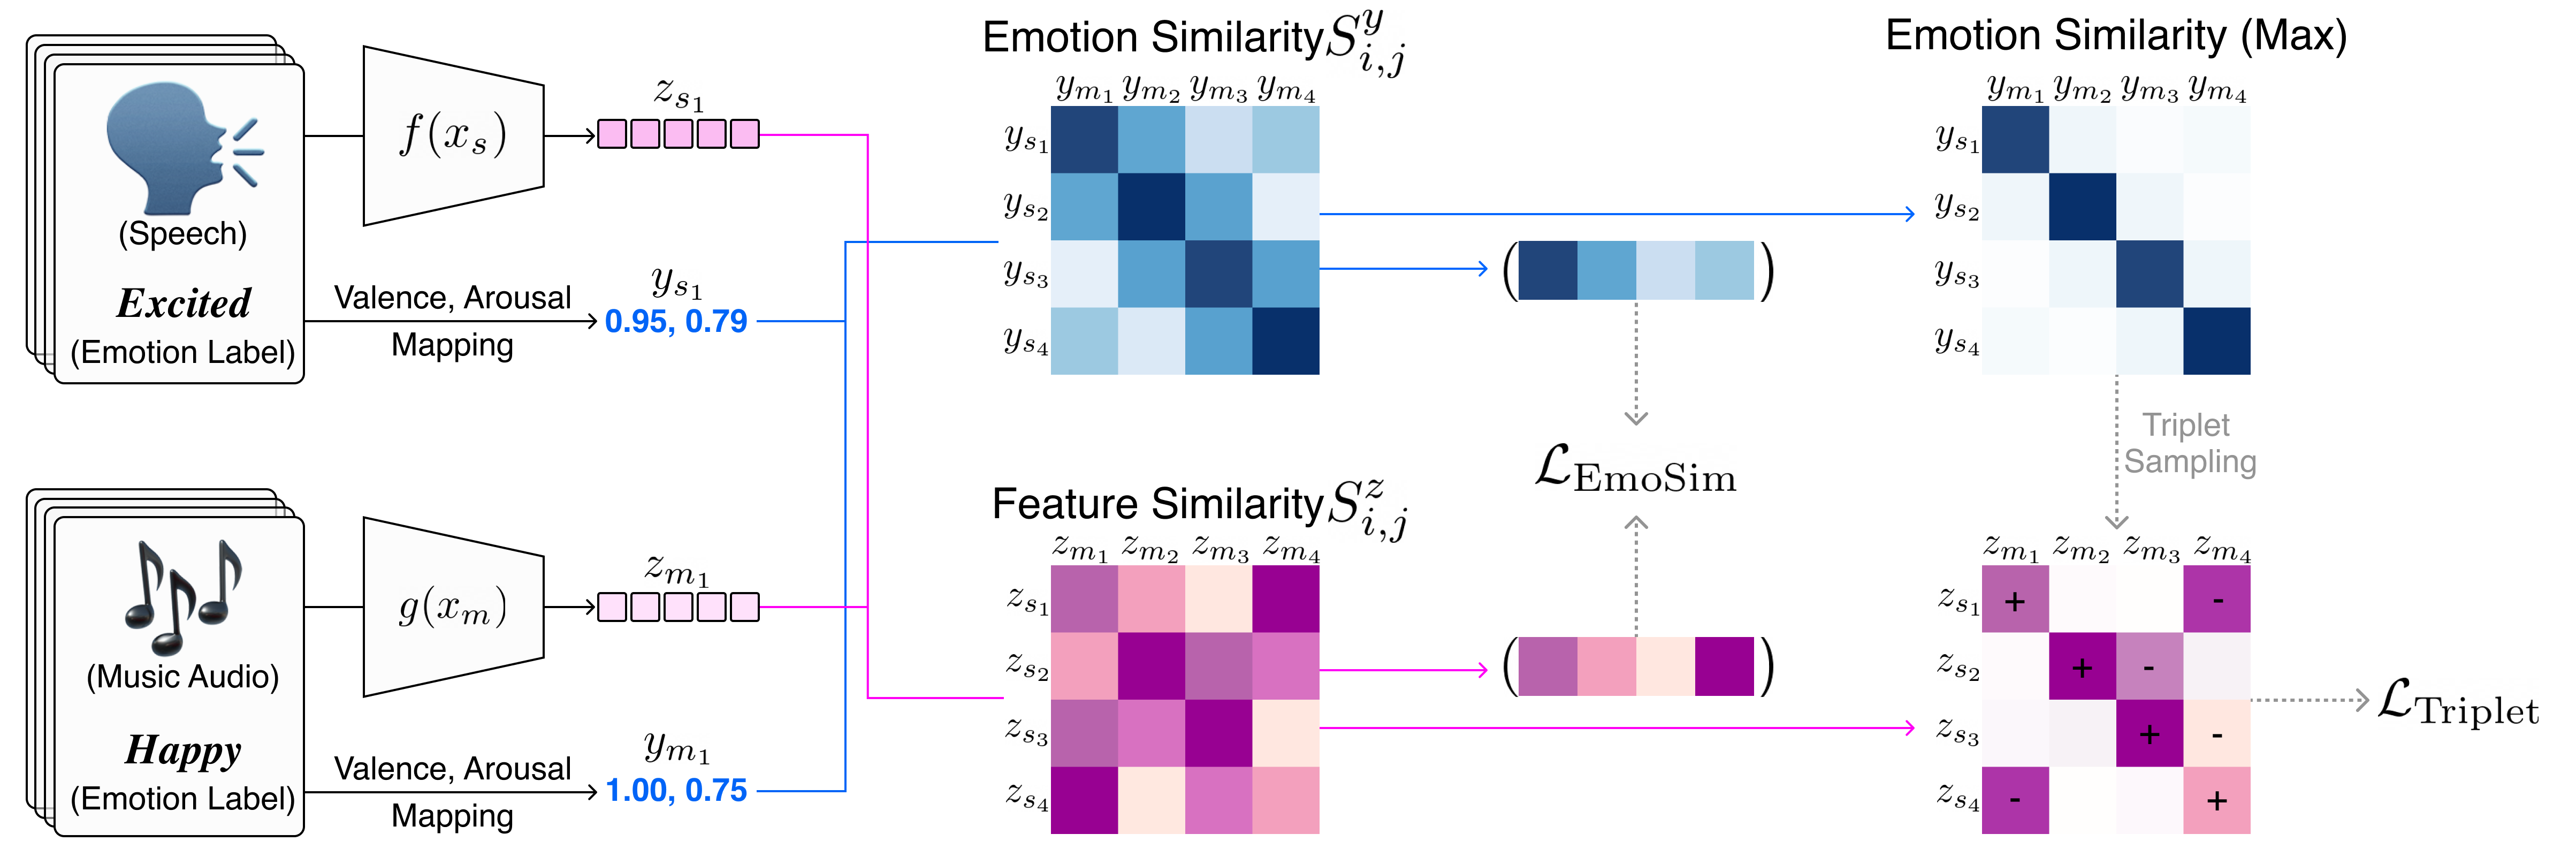 (Speech)
Excited
(Emotion Label)
f(x_s)
z_{s_1}
Valence, Arousal
Mapping
y_{s_1}
0.95, 0.79
(Music Audio)
Happy
(Emotion Label)
g(x_m)
z_{m_1}
Valence, Arousal
Mapping
y_{m_1}
1.00, 0.75
Emotion Similarity S^y_{i,j}
y_{m_1} y_{m_2} y_{m_3} y_{m_4}
y_{s_1}
y_{s_2}
y_{s_3}
y_{s_4}
Feature Similarity S^z_{i,j}
z_{m_1} z_{m_2} z_{m_3} z_{m_4}
z_{s_1}
z_{s_2}
z_{s_3}
z_{s_4}
( )
ℒ_{EmoSim}
( )
Emotion Similarity (Max)
y_{m_1} y_{m_2} y_{m_3} y_{m_4}
y_{s_1}
y_{s_2}
y_{s_3}
y_{s_4}
Triplet
Sampling
z_{m_1} z_{m_2} z_{m_3} z_{m_4}
z_{s_1} + -
z_{s_2} + -
z_{s_3} + -
z_{s_4} - +
ℒ_{Triplet}